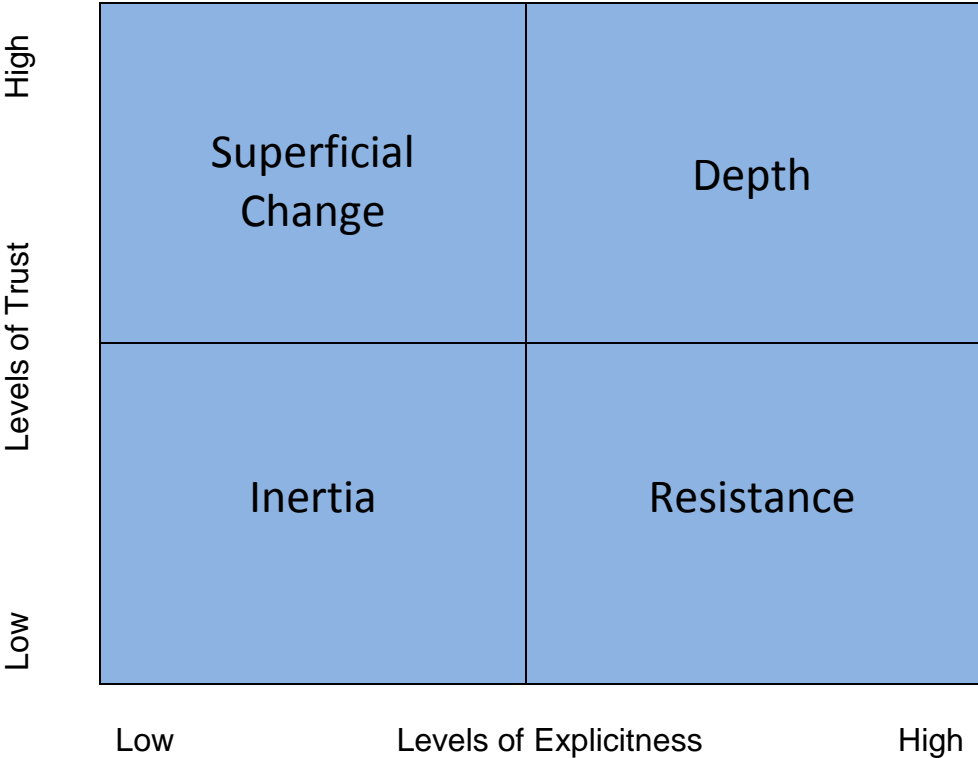 High
Levels of Trust
Low
Superficial
Change
Depth
Inertia
Resistance
Low
Levels of Explicitness
High